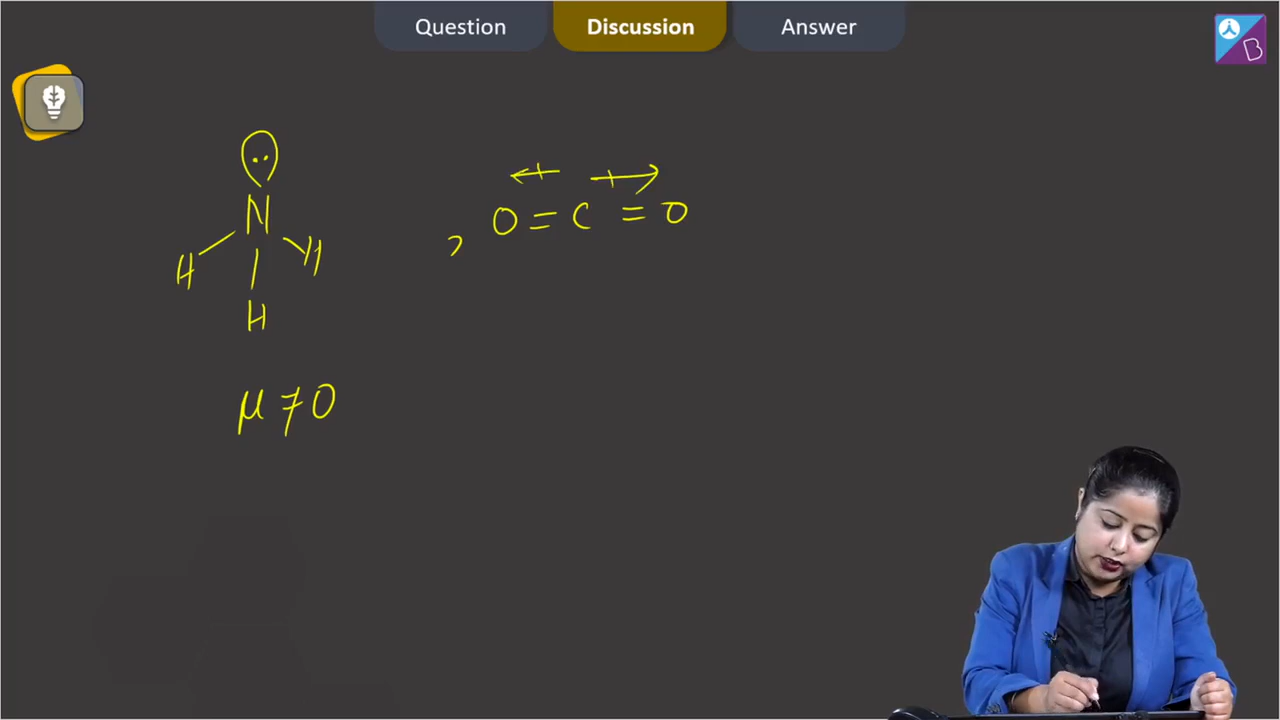 Question Discussion Answer
B
N
H H
H
, O = C = O
μ ≠ 0